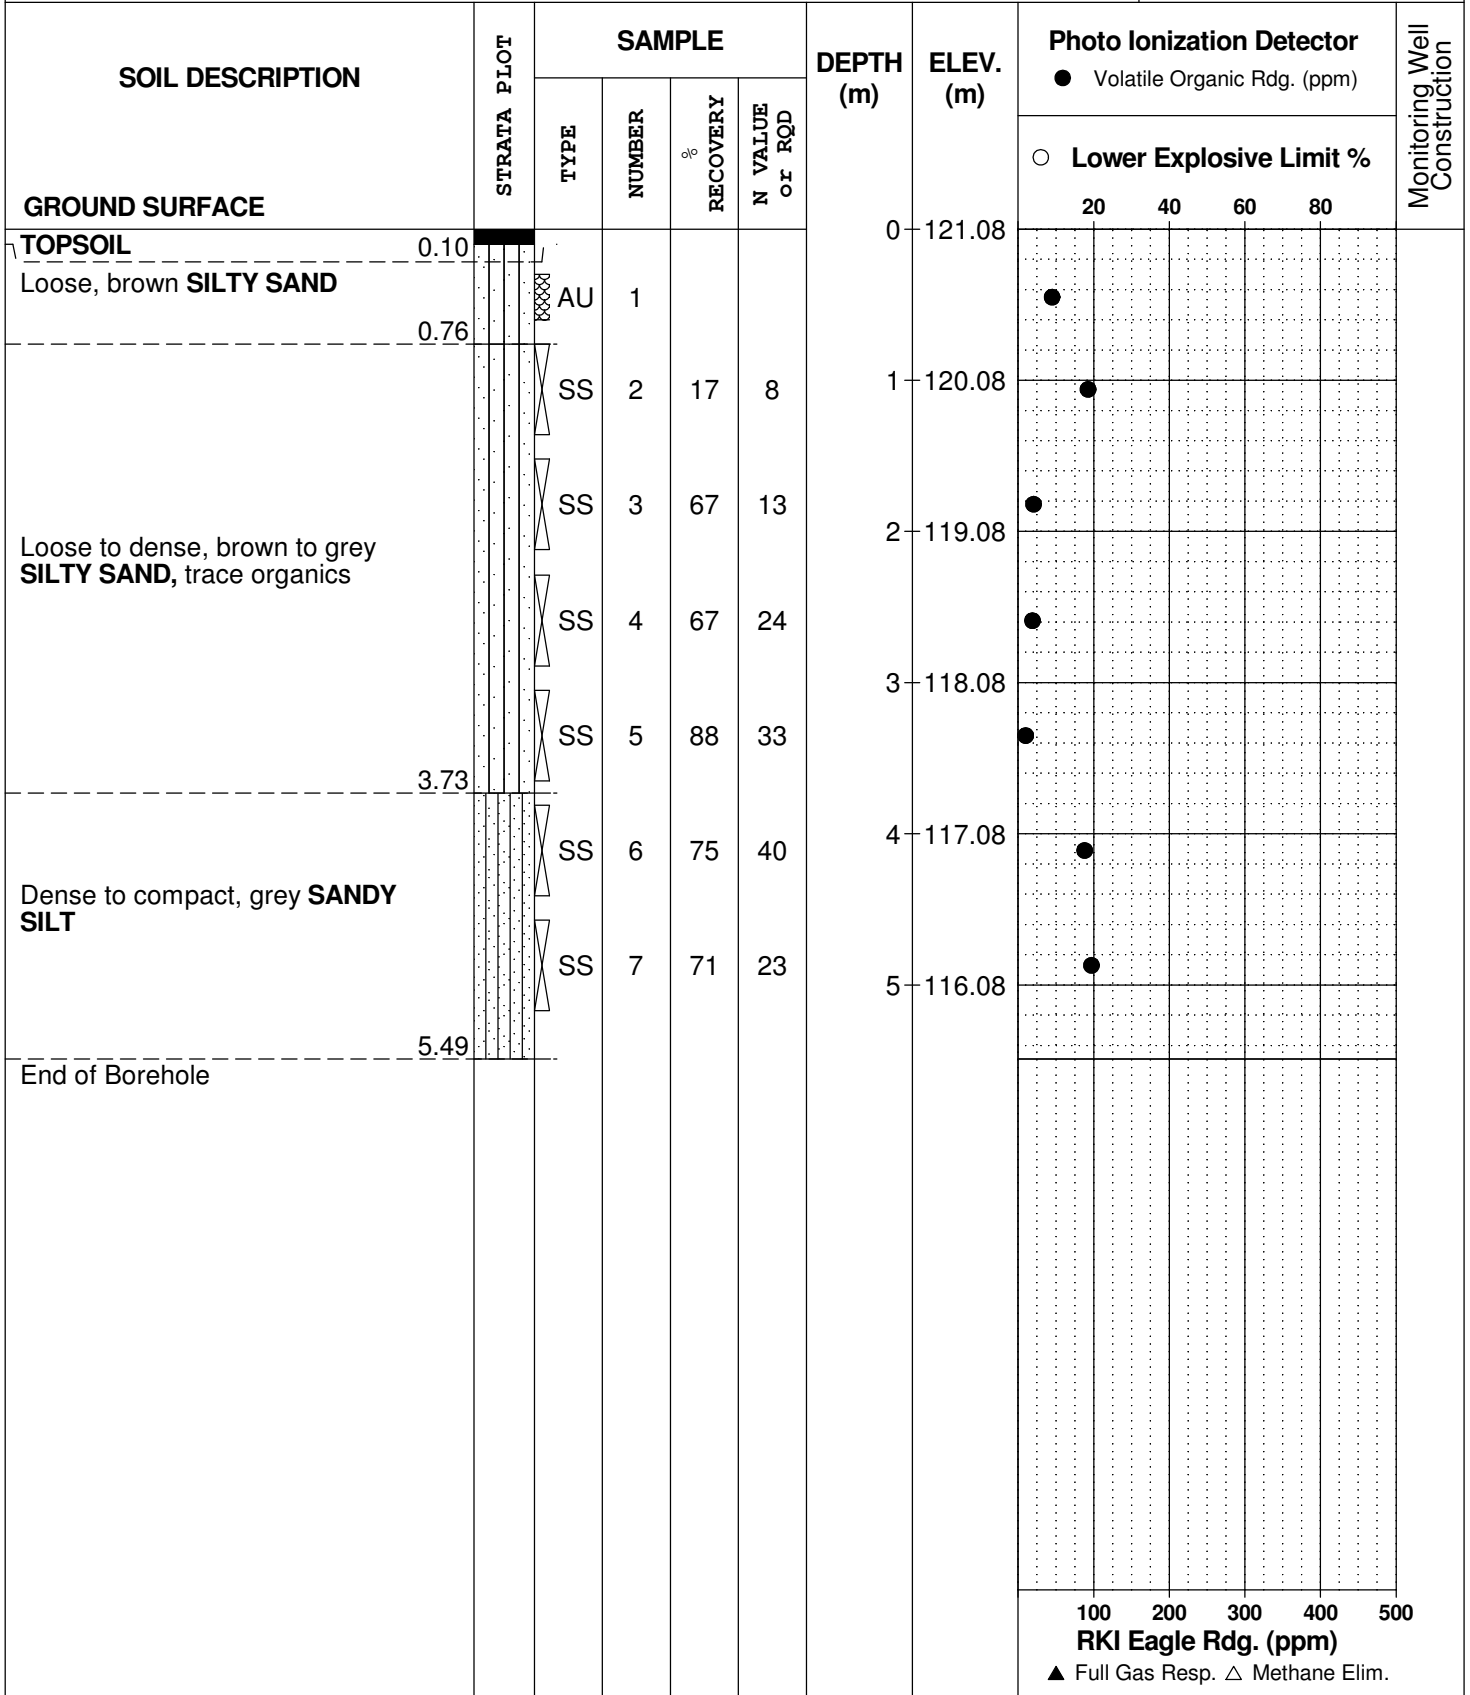 SOIL DESCRIPTION
GROUND SURFACE
STRATA PLOT
SAMPLE
TYPE
NUMBER
%
RECOVERY
N VALUE
or RQD
DEPTH
(m)
ELEV.
(m)
Photo Ionization Detector
● Volatile Organic Rdg. (ppm)
○ Lower Explosive Limit %
20 40 60 80
Monitoring Well
Construction
0 121.08
TOPSOIL 0.10
Loose, brown SILTY SAND
AU 1
0.76
SS 2 17 8
1 120.08
SS 3 67 13
2 119.08
Loose to dense, brown to grey
SILTY SAND, trace organics
SS 4 67 24
3 118.08
SS 5 88 33
3.73
4 117.08
SS 6 75 40
Dense to compact, grey SANDY
SILT
SS 7 71 23
5 116.08
5.49
End of Borehole
100 200 300 400 500
RKI Eagle Rdg. (ppm)
▲ Full Gas Resp. △ Methane Elim.